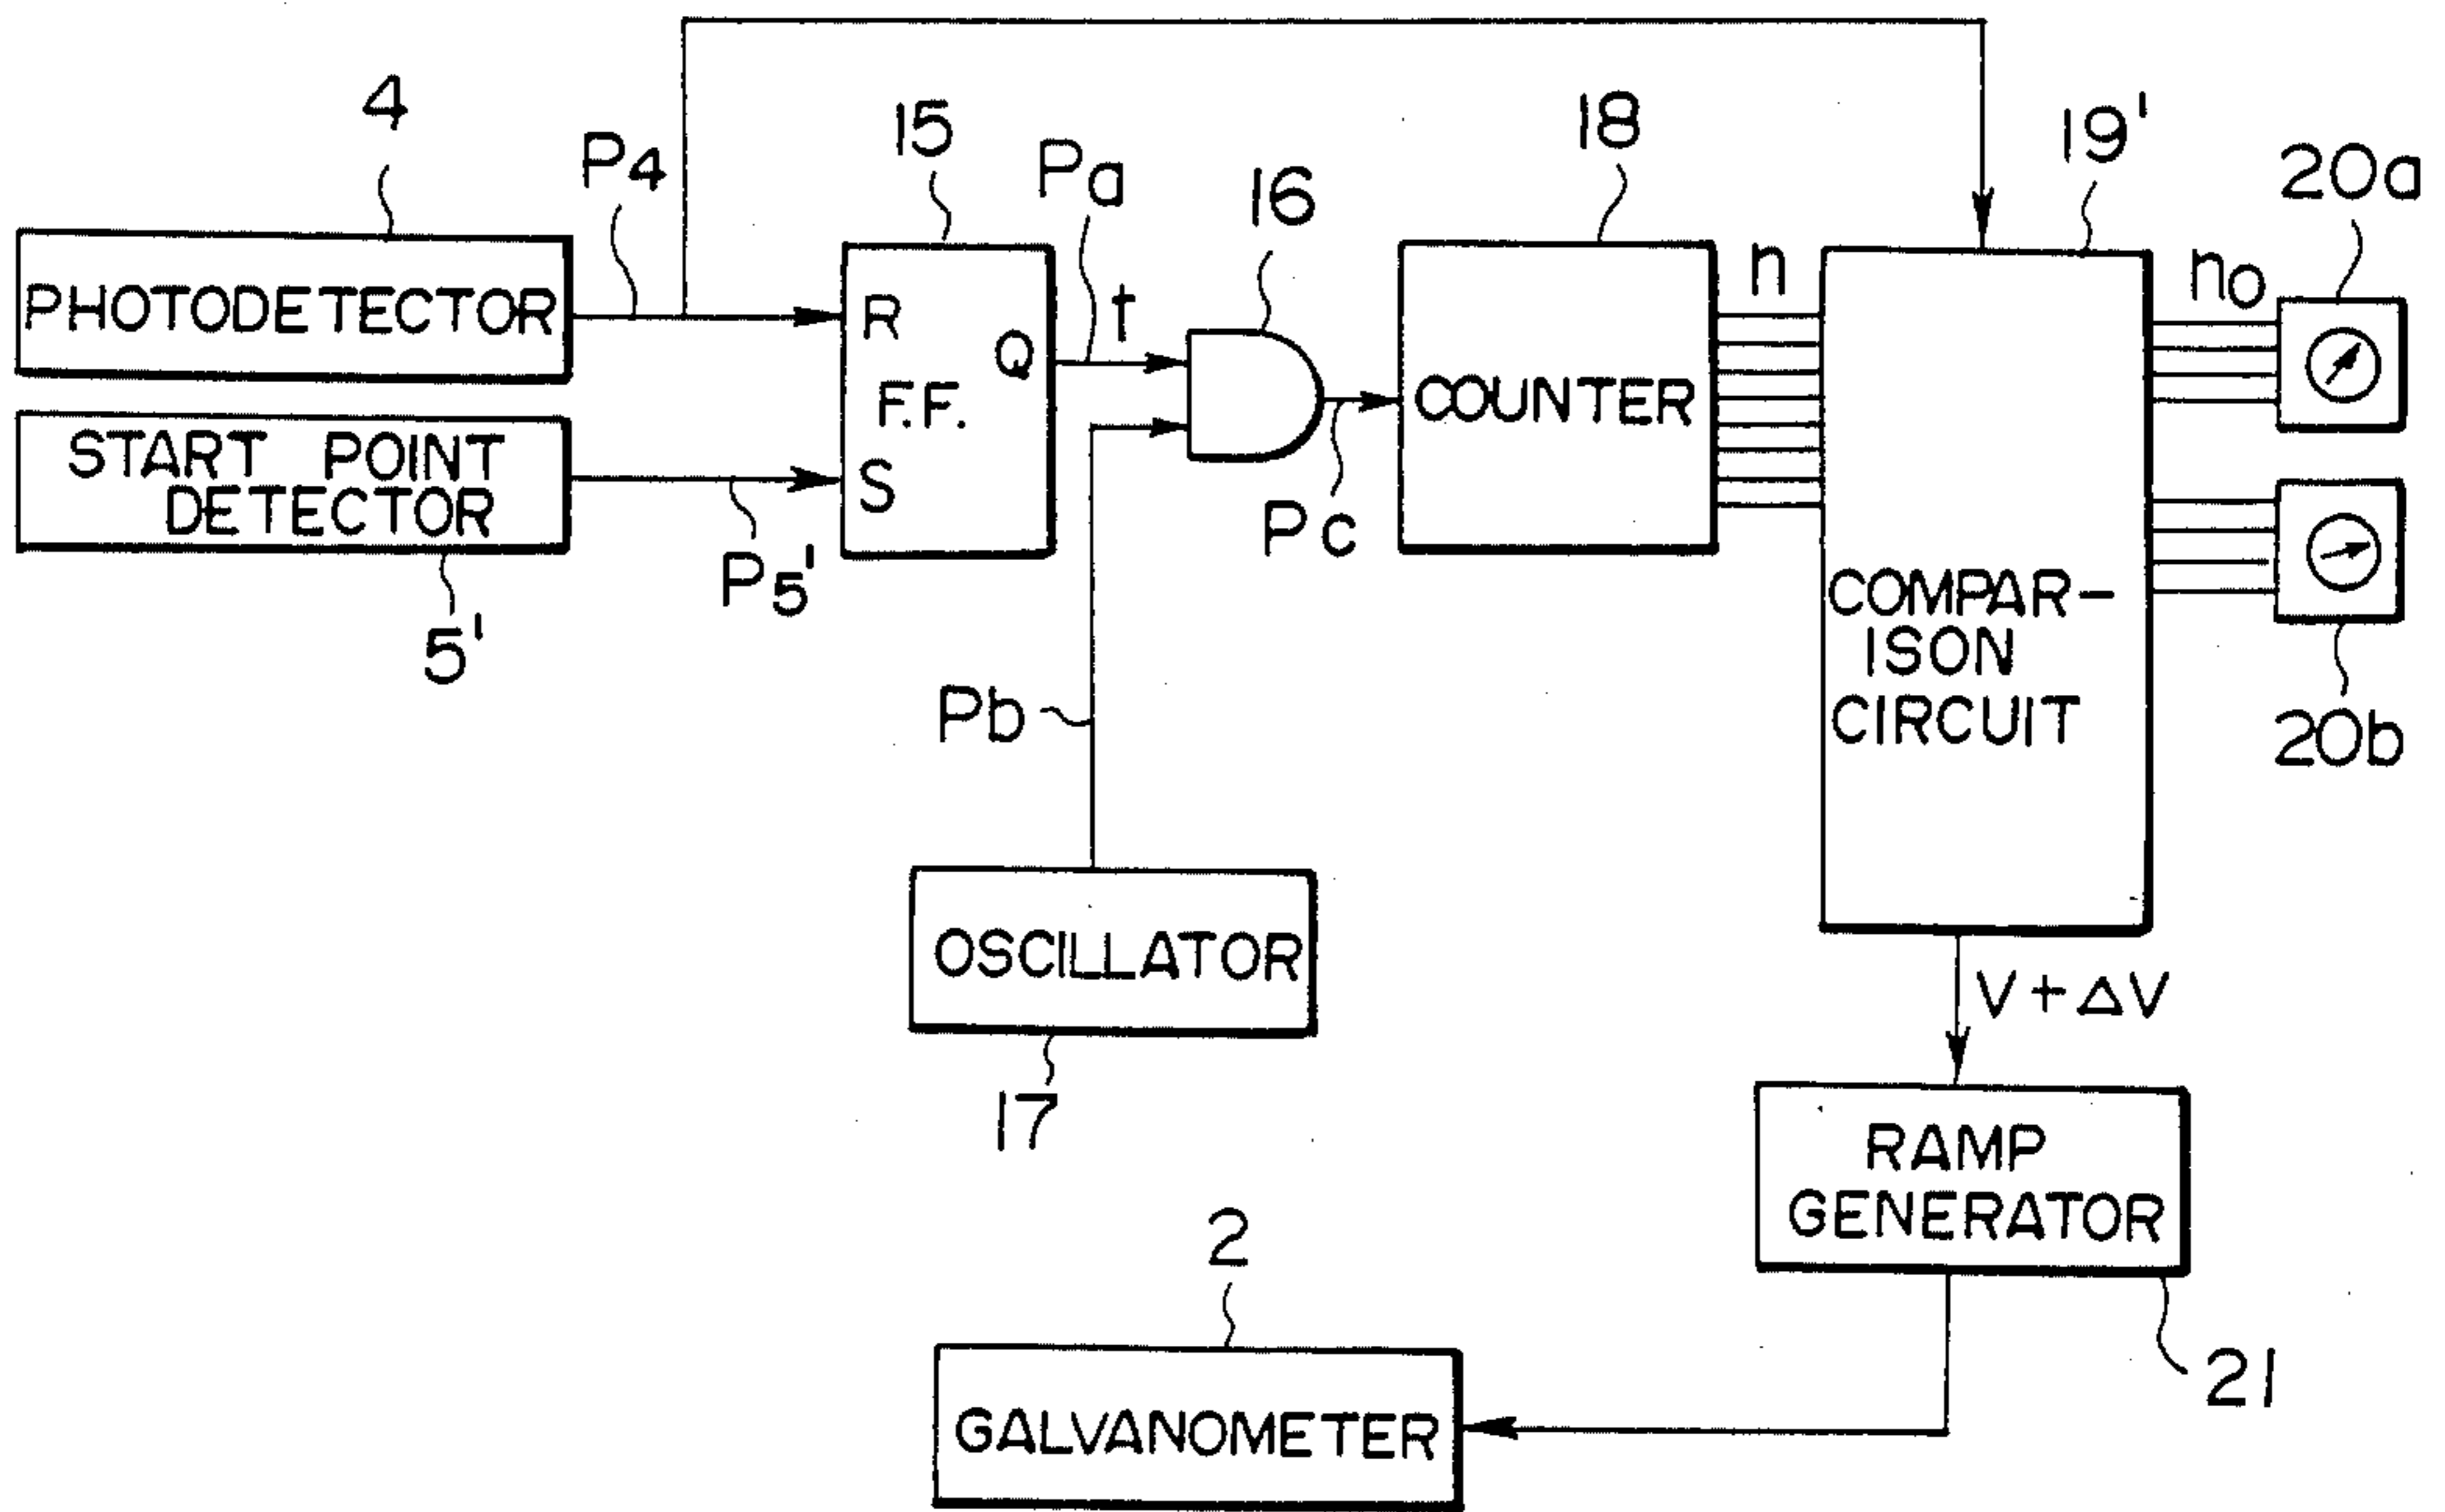 4
P4
15
Pa
16
18
19'
20a
PHOTODETECTOR
R
Q
F.F.
S
t
n
no
COUNTER
START POINT
DETECTOR
5'
P5'
Pc
Pb
COMPAR-
ISON
CIRCUIT
20b
OSCILLATOR
17
V+ΔV
RAMP
GENERATOR
21
2
GALVANOMETER